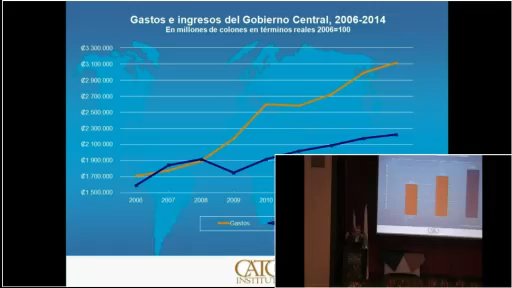 Gastos e ingresos del Gobierno Central, 2006-2014
En millones de colones en términos reales 2006=100
₡3.300.000
₡3.100.000
₡2.900.000
₡2.700.000
₡2.500.000
₡2.300.000
₡2.100.000
₡1.900.000
₡1.700.000
₡1.500.000
2006 2007 2008 2009 2010
Gastos
CATO
INSTITUTE